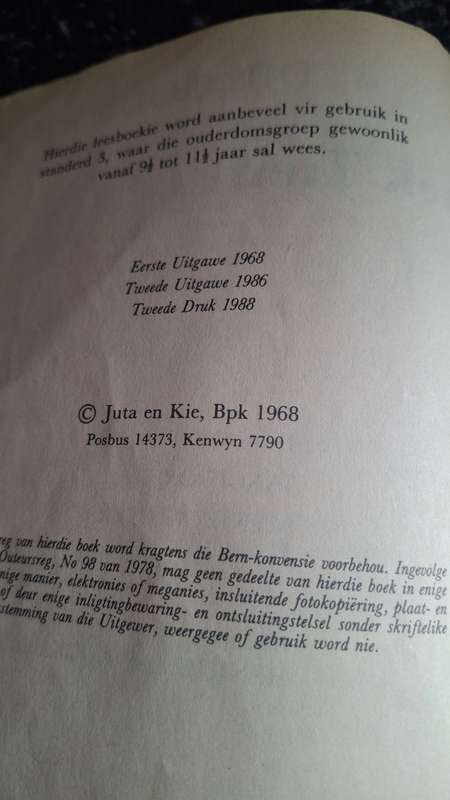 Hierdie leesboekie word aanbeveel vir gebruik in
standerd 3, waar die ouderdomsgroep gewoonlik
vanaf 9½ tot 11½ jaar sal wees.
Eerste Uitgawe 1968
Tweede Uitgawe 1986
Tweede Druk 1988
© Juta en Kie, Bpk 1968
Posbus 14373, Kenwyn 7790
reg van hierdie boek word kragtens die Bern-konvensie voorbehou. Ingevolge
Outeursreg, No 98 van 1978, mag geen gedeelte van hierdie boek in enige
nige manier, elektronies of meganies, insluitende fotokopiëring, plaat- en
of deur enige inligtingbewaring- en ontsluitingstelsel sonder skriftelike
stemming van die Uitgewer, weergegee of gebruik word nie.